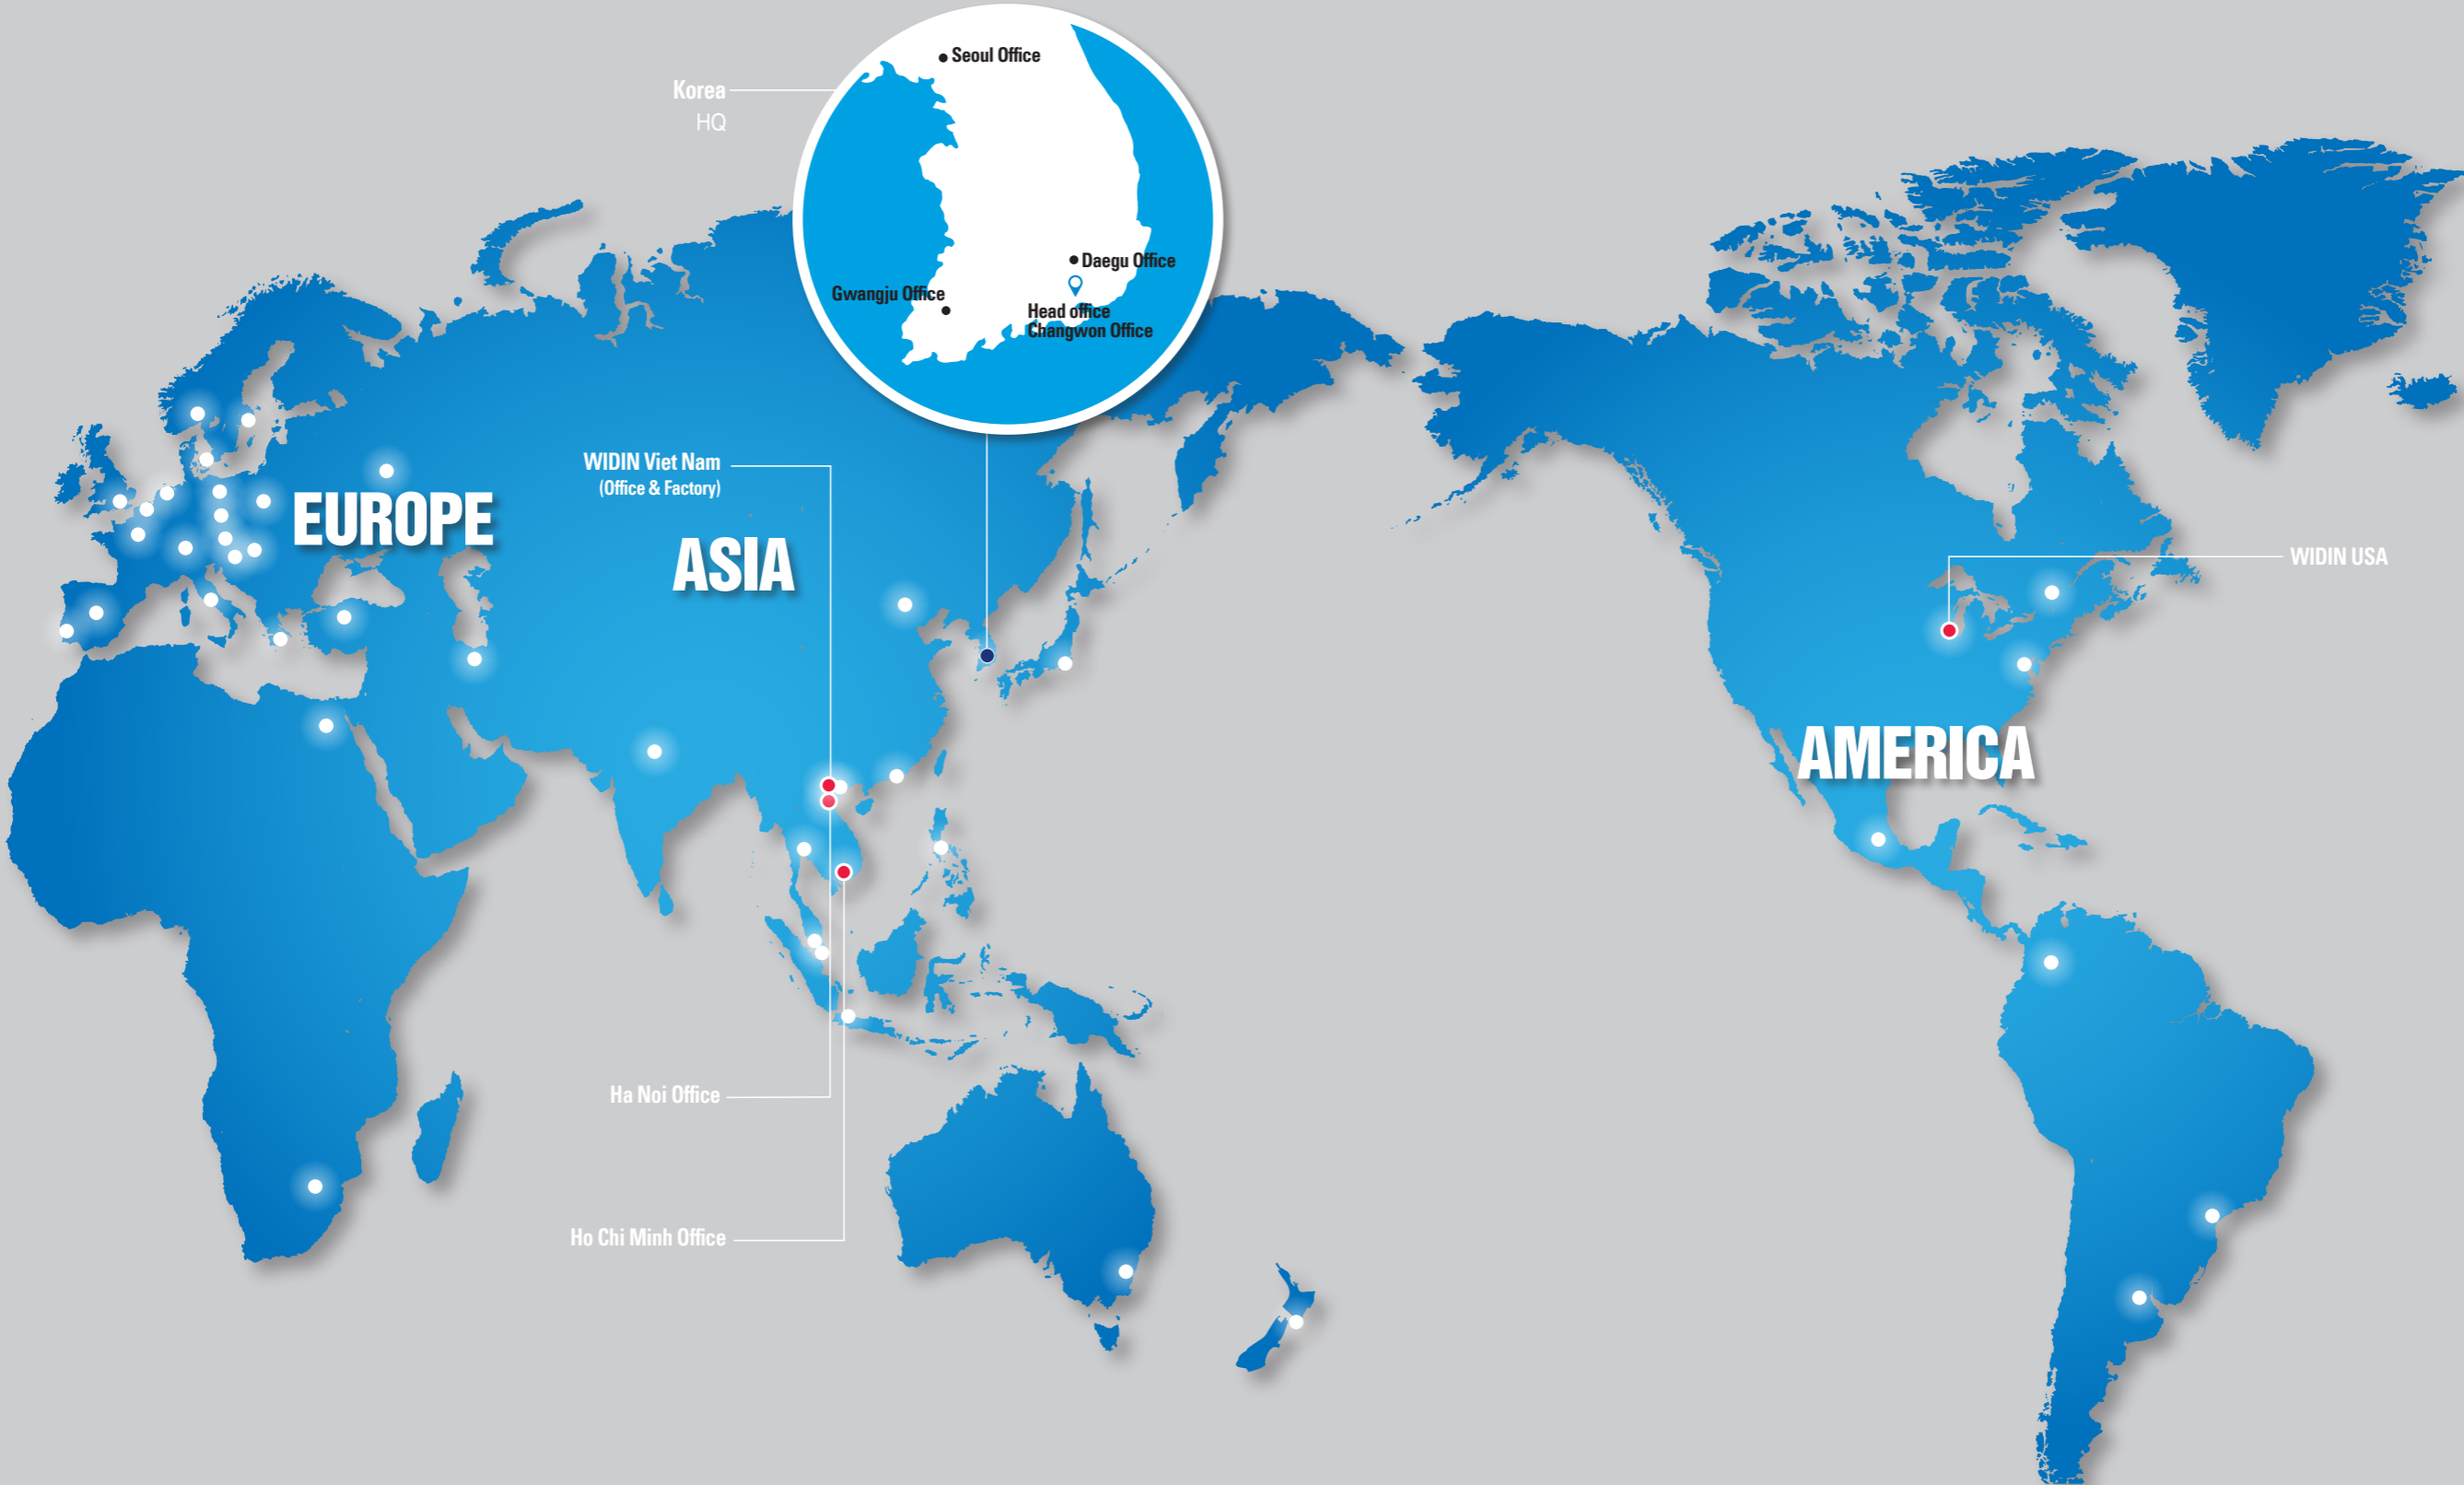 Seoul Office
Korea
HQ
Daegu Office
Gwangju Office
Head office
Changwon Office
WIDIN Viet Nam
(Office & Factory)
EUROPE
ASIA
WIDIN USA
AMERICA
Ha Noi Office
Ho Chi Minh Office